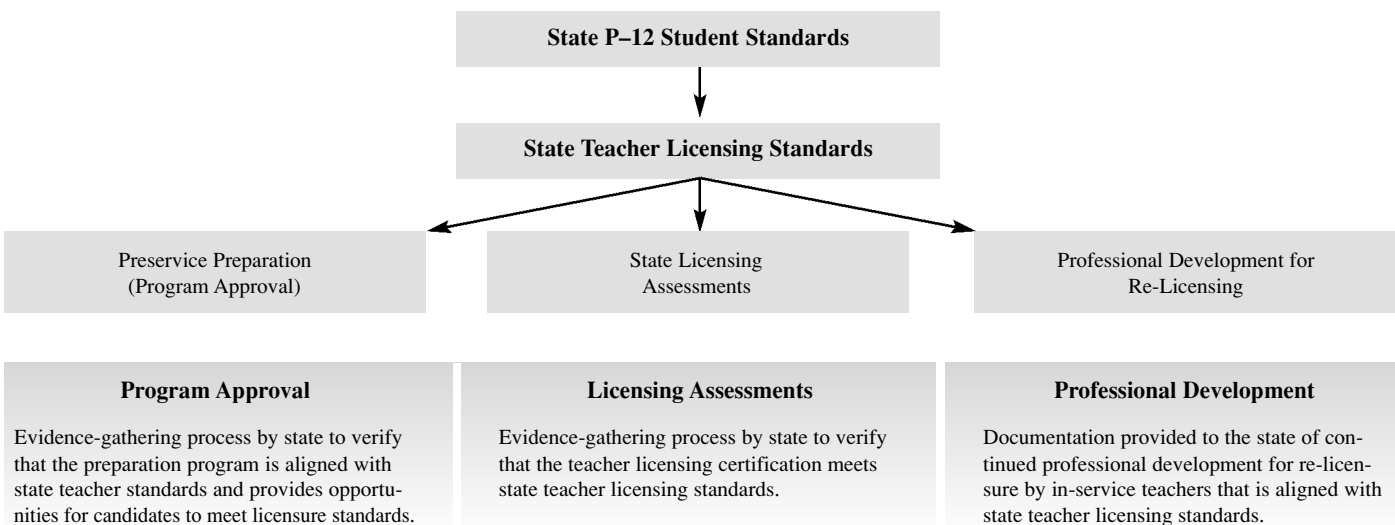 State P–12 Student Standards
State Teacher Licensing Standards
Preservice Preparation
(Program Approval)
State Licensing
Assessments
Professional Development for
Re-Licensing
Program Approval
Evidence-gathering process by state to verify
that the preparation program is aligned with
state teacher standards and provides opportu-
nities for candidates to meet licensure standards.
Licensing Assessments
Evidence-gathering process by state to verify
that the teacher licensing certification meets
state teacher licensing standards.
Professional Development
Documentation provided to the state of con-
tinued professional development for re-licen-
sure by in-service teachers that is aligned with
state teacher licensing standards.